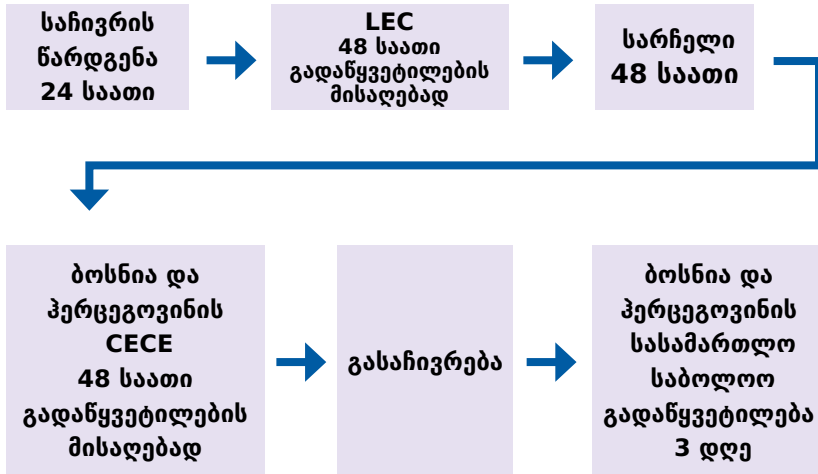 საჩივრის
წარდგენა
24 საათი
LEC
48 საათი
გადაწყვეტილების
მისაღებად
სარჩელი
48 საათი
ბოსნია და
ჰერცეგოვინის
CECE
48 საათი
გადაწყვეტილების
მისაღებად
გასაჩივრება
ბოსნია და
ჰერცეგოვინის
სასამართლო
საბოლოო
გადაწყვეტილება
3 დღე